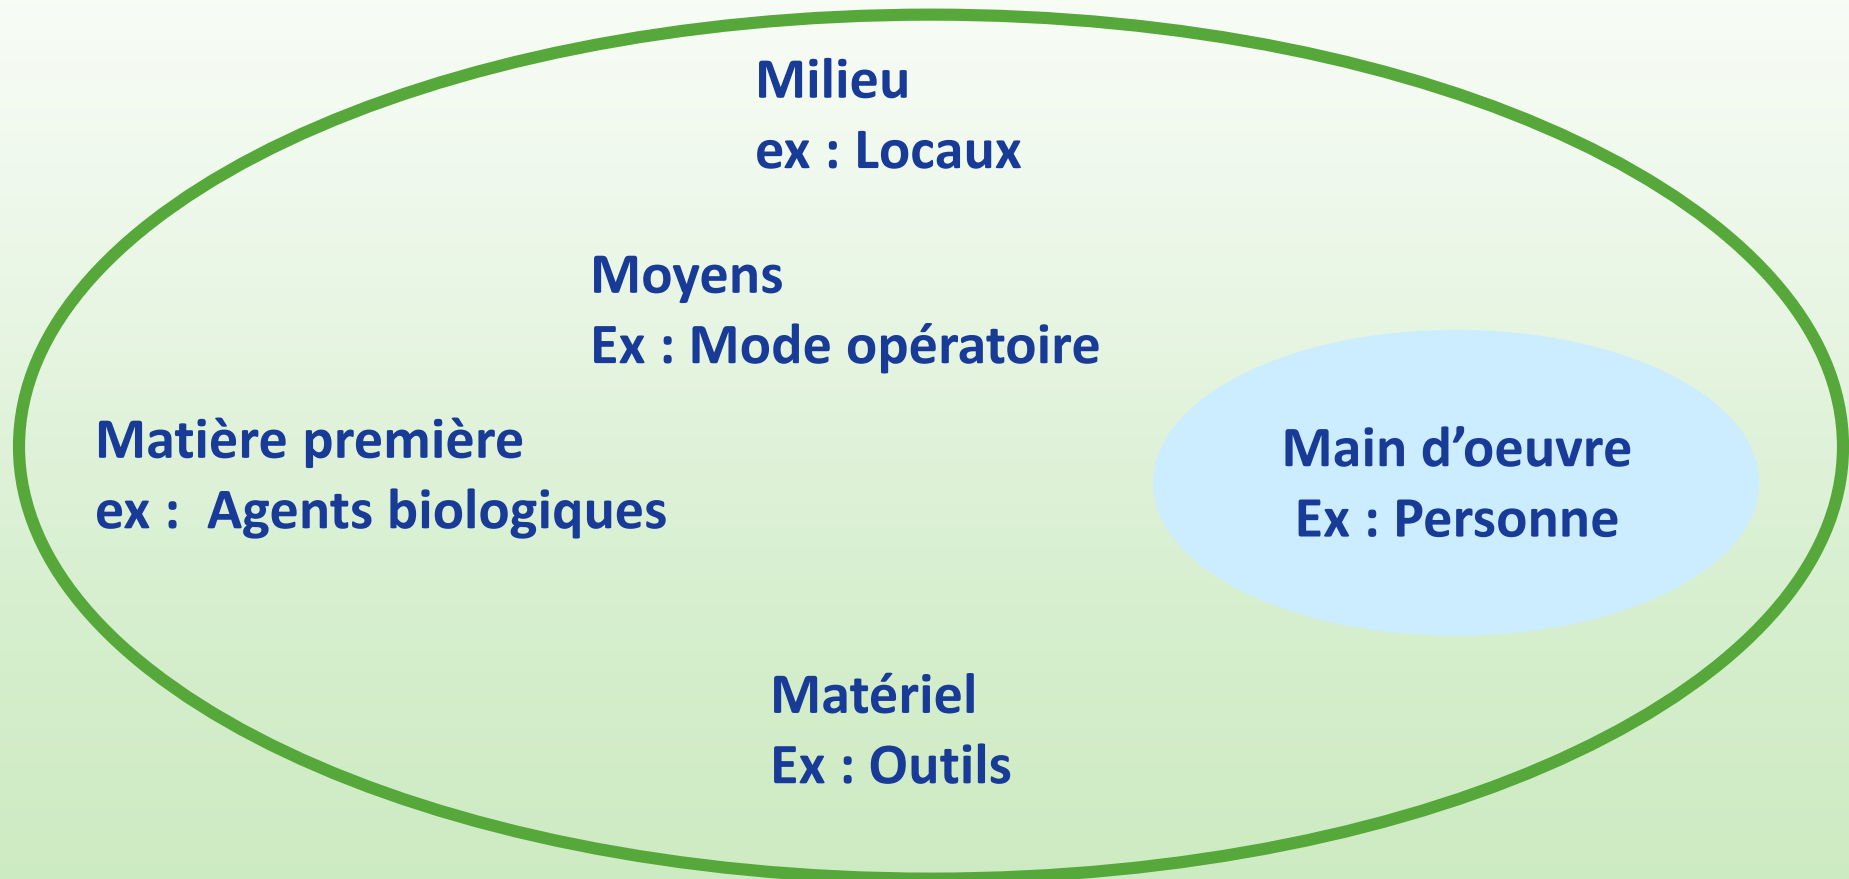 Milieu
ex : Locaux
Moyens
Ex : Mode opératoire
Matière première
ex :  Agents biologiques
Main d’oeuvre
Ex : Personne
Matériel
Ex : Outils